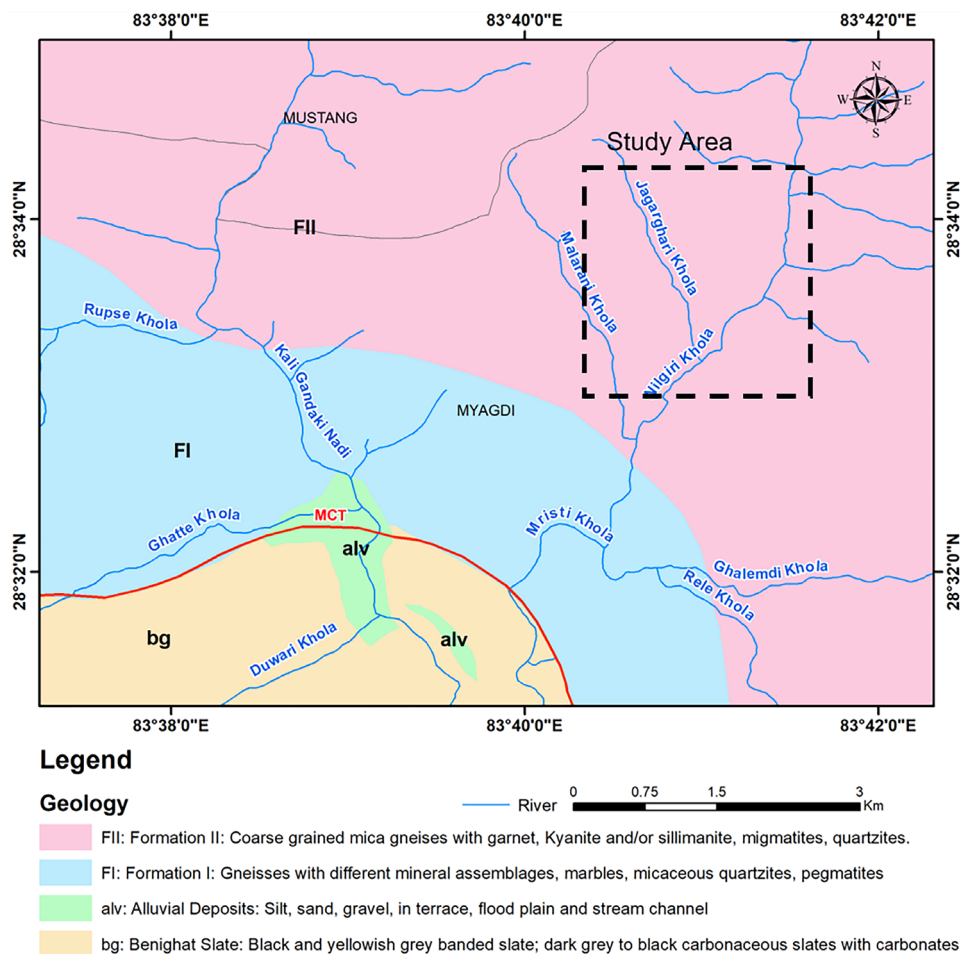 83°38'0"E 83°40'0"E 83°42'0"E
N
W E
S
MUSTANG
Study Area
28°34'0"N
28°34'0"N
FII
Jagarghari Khola
Malarani Khola
Rupse Khola
Kali Gandaki Nadi
Nilgiri Khola
MYAGDI
FI
Ghatte Khola
MCT
Mristi Khola
alv
28°32'0"N
28°32'0"N
Ghalemdi Khola
Rele Khola
bg
Duwari Khola
alv
83°38'0"E 83°40'0"E 83°42'0"E
Legend
Geology
River
0 0.75 1.5 3
Km
FII: Formation II: Coarse grained mica gneises with garnet, Kyanite and/or sillimanite, migmatites, quartzites.
FI: Formation I: Gneisses with different mineral assemblages, marbles, micaceous quartzites, pegmatites
alv: Alluvial Deposits: Silt, sand, gravel, in terrace, flood plain and stream channel
bg: Benighat Slate: Black and yellowish grey banded slate; dark grey to black carbonaceous slates with carbonates